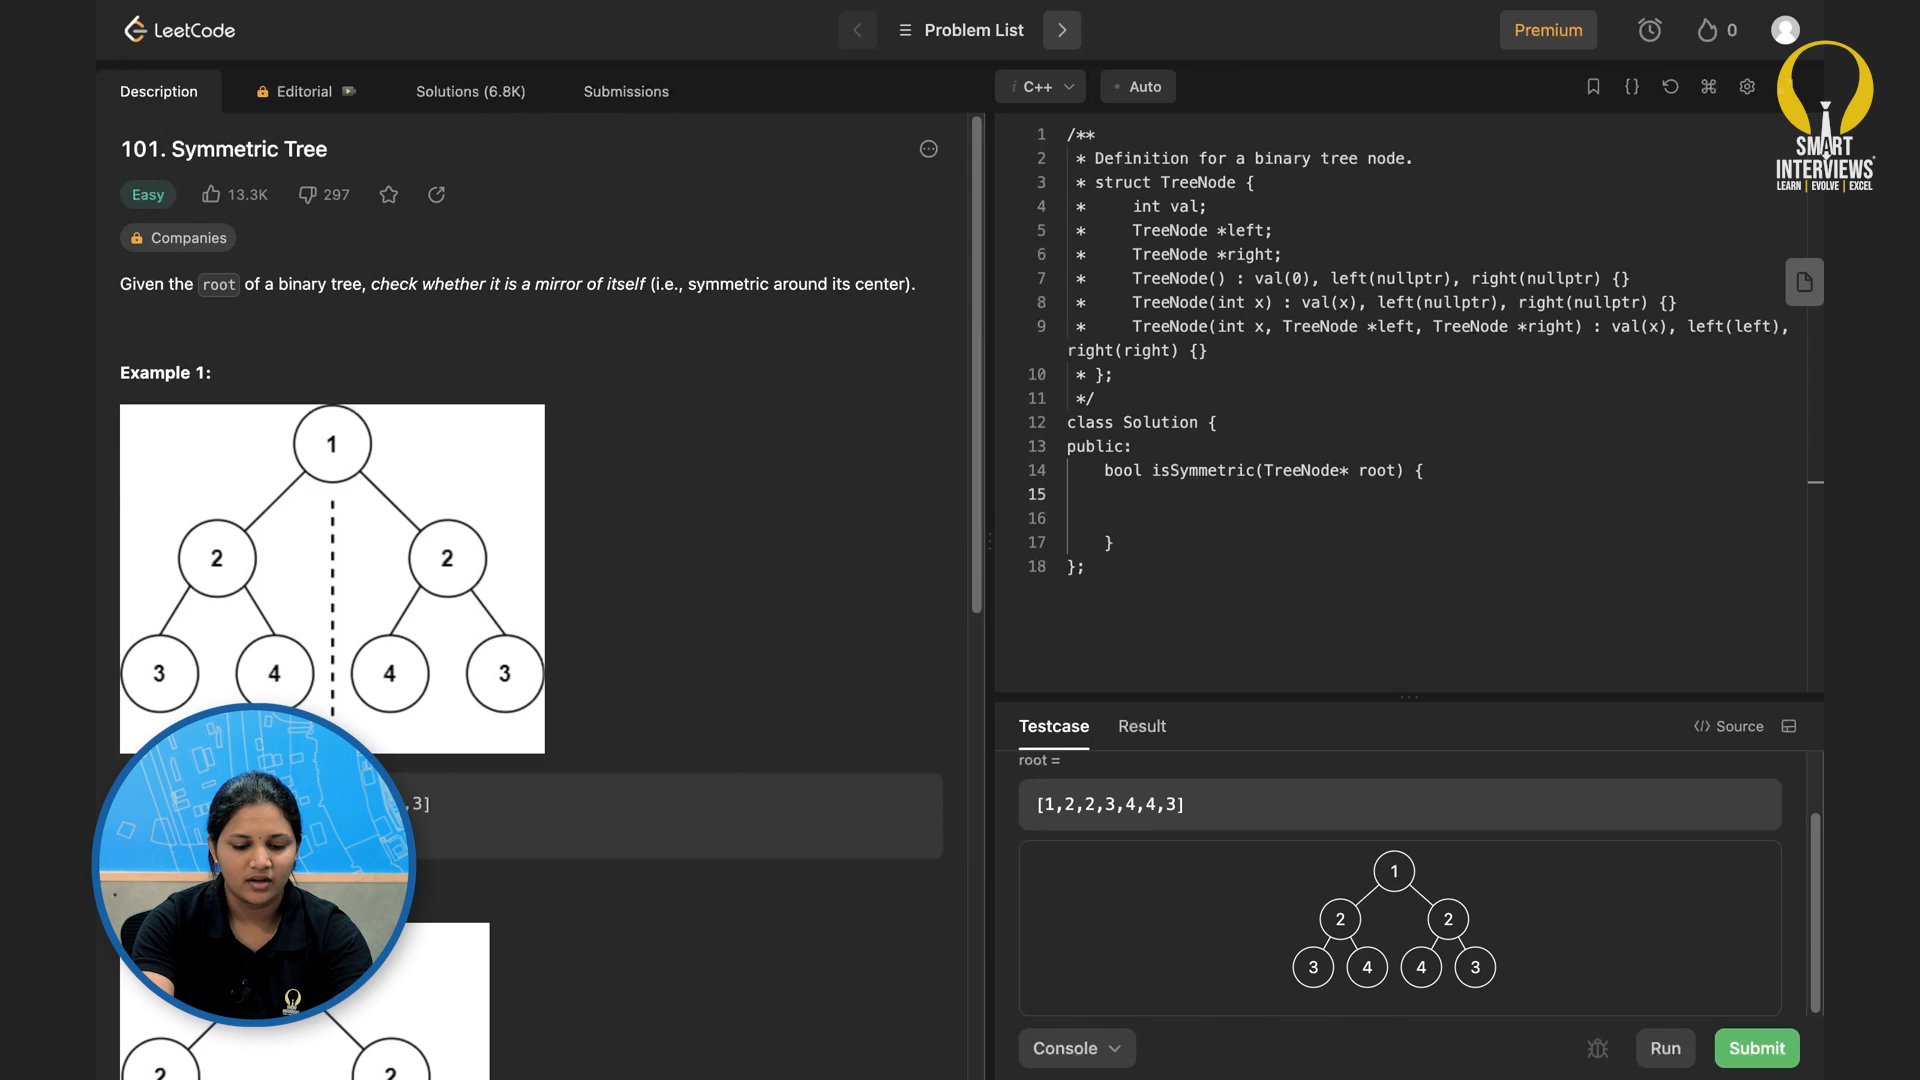 LeetCode
Problem List
Premium
0
Description
Editorial
Solutions (6.8K)
Submissions
101. Symmetric Tree
Easy
13.3K
297
Companies
Given the root of a binary tree, check whether it is a mirror of itself (i.e., symmetric around its center).
Example 1:
1
2
2
3
4
4
3
,3]
2
2
i C++
Auto
{}
SMART
INTERVIEWS
LEARN | EVOLVE | EXCEL
1 /**
2 * Definition for a binary tree node.
3 * struct TreeNode {
4 *     int val;
5 *     TreeNode *left;
6 *     TreeNode *right;
7 *     TreeNode() : val(0), left(nullptr), right(nullptr) {}
8 *     TreeNode(int x) : val(x), left(nullptr), right(nullptr) {}
9 *     TreeNode(int x, TreeNode *left, TreeNode *right) : val(x), left(left),
right(right) {}
10 * };
11 */
12 class Solution {
13 public:
14     bool isSymmetric(TreeNode* root) {
15
16
17     }
18 };
Testcase
Result
</> Source
root =
[1,2,2,3,4,4,3]
1
2
2
3
4
4
3
Console
Run
Submit